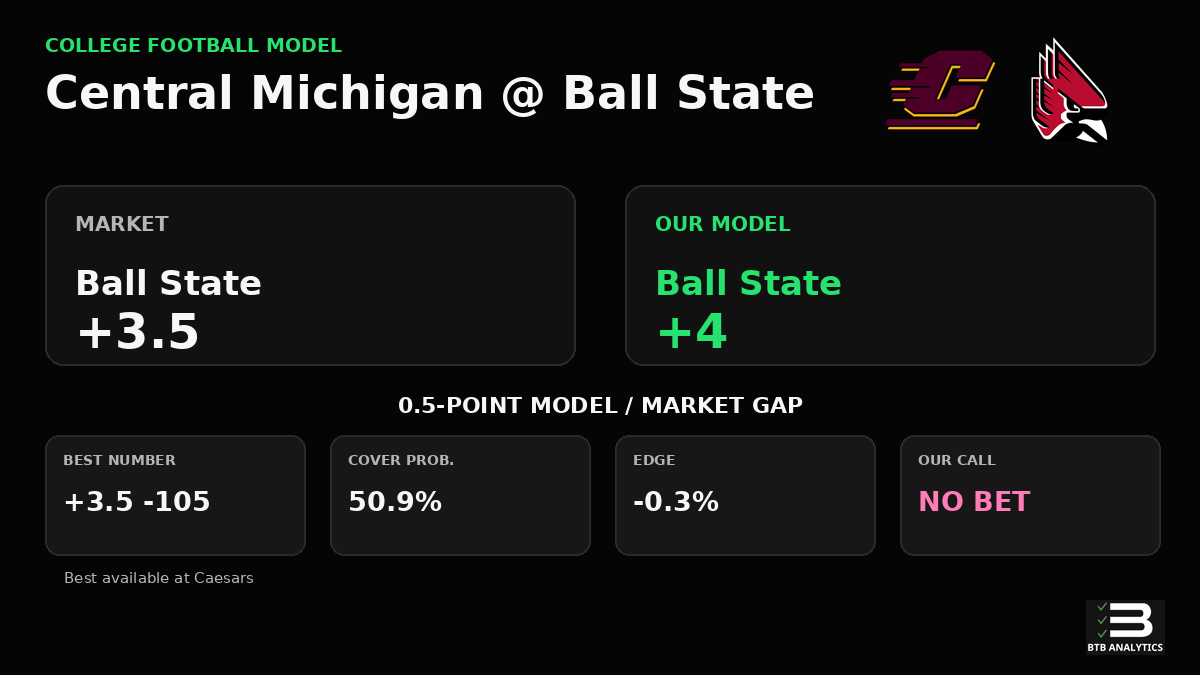 COLLEGE FOOTBALL MODEL
Central Michigan @ Ball State
MARKET
Ball State
+3.5
OUR MODEL
Ball State
+4
0.5-POINT MODEL / MARKET GAP
BEST NUMBER
+3.5 -105
COVER PROB.
50.9%
EDGE
-0.3%
OUR CALL
NO BET
Best available at Caesars
BTB ANALYTICS